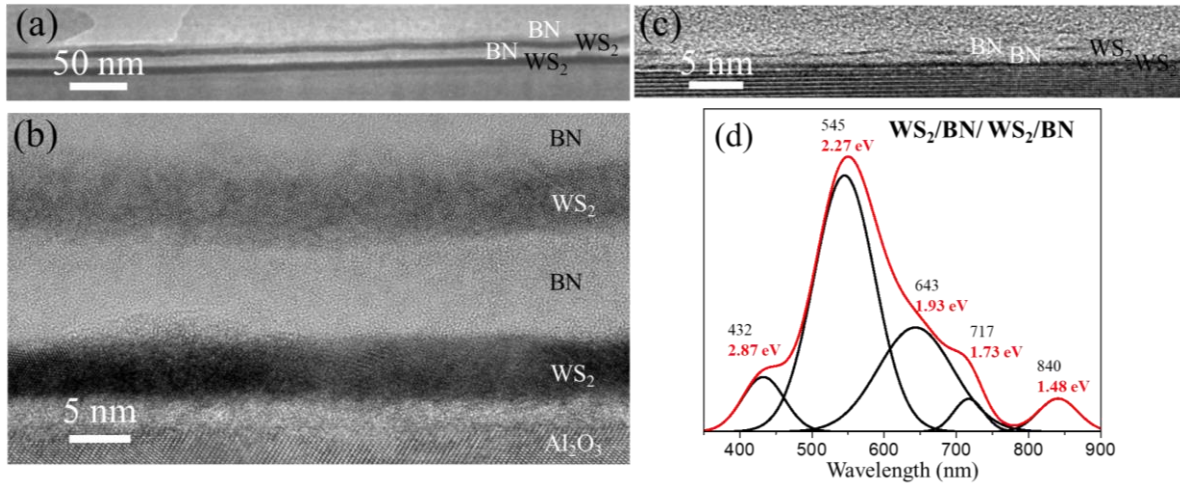 (a)
BN
WS2
BN
WS2
50 nm
(b)
BN
WS2
BN
WS2
5 nm
Al2O3
(c)
BN
WS2
BN
WS
5 nm
(d)
WS2/BN/ WS2/BN
545
2.27 eV
643
1.93 eV
432
2.87 eV
717
1.73 eV
840
1.48 eV
400 500 600 700 800 900
Wavelength (nm)